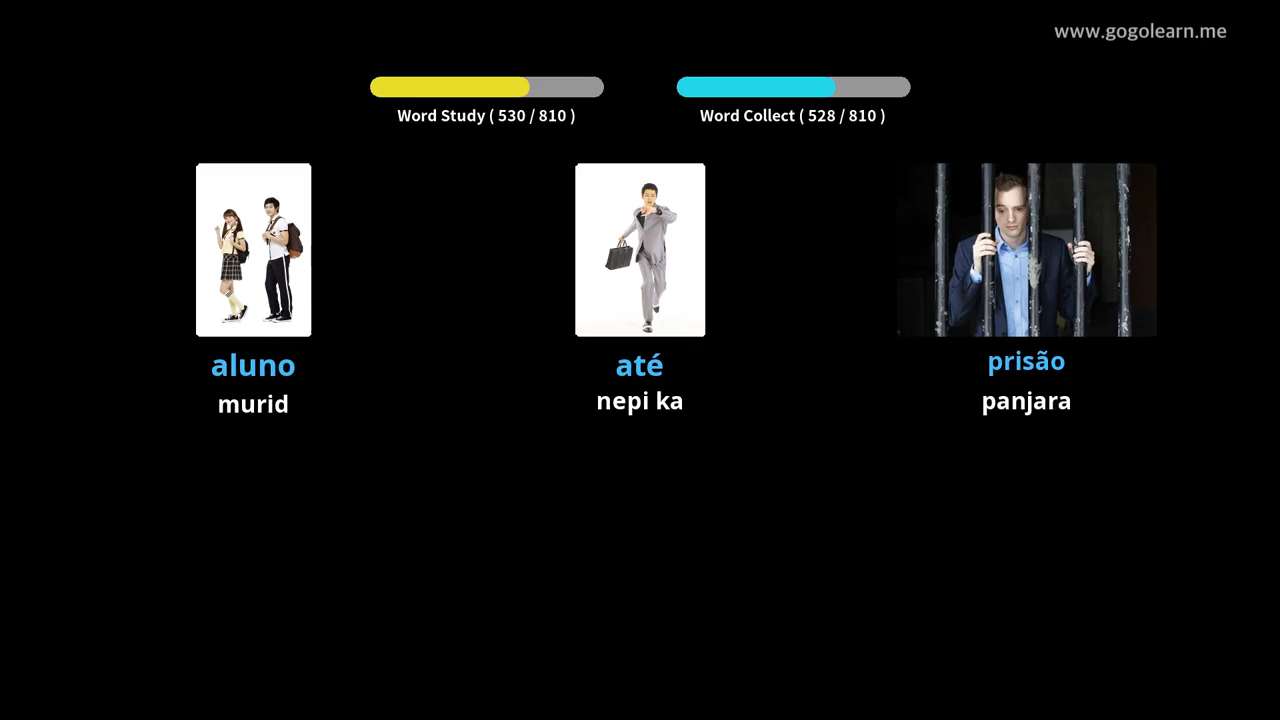 www.gogolearn.me
Word Study ( 530 / 810 )
Word Collect ( 528 / 810 )
aluno
murid
até
nepi ka
prisão
panjara